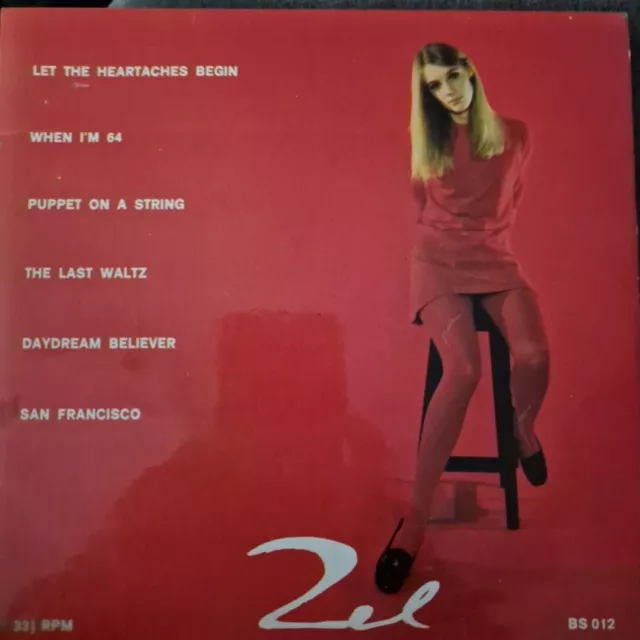 LET THE HEARTACHES BEGIN
WHEN I'M 64
PUPPET ON A STRING
THE LAST WALTZ
DAYDREAM BELIEVER
SAN FRANCISCO
Zel
33⅓ RPM
BS 012